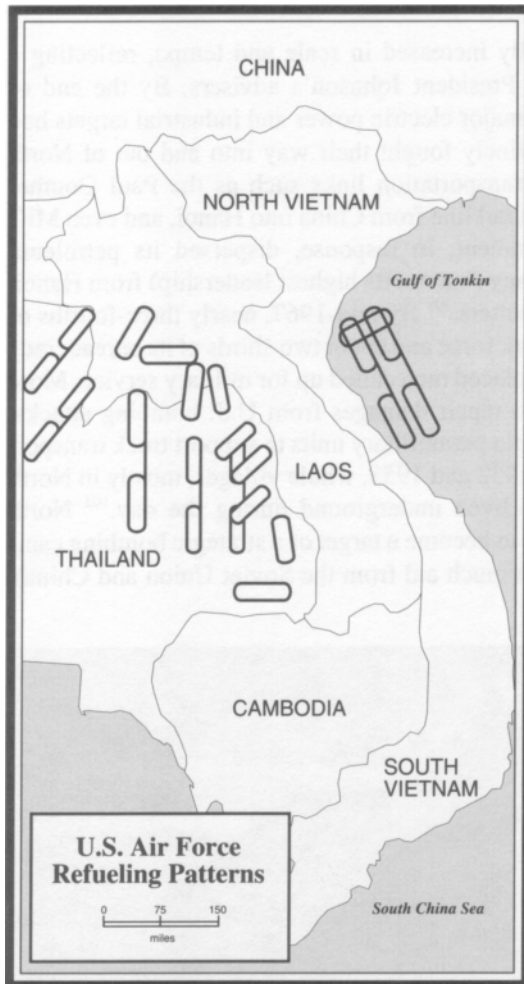 CHINA
NORTH VIETNAM
Gulf of Tonkin
LAOS
THAILAND
CAMBODIA
SOUTH
VIETNAM
U.S. Air Force
Refueling Patterns
0 75 150
miles
South China Sea